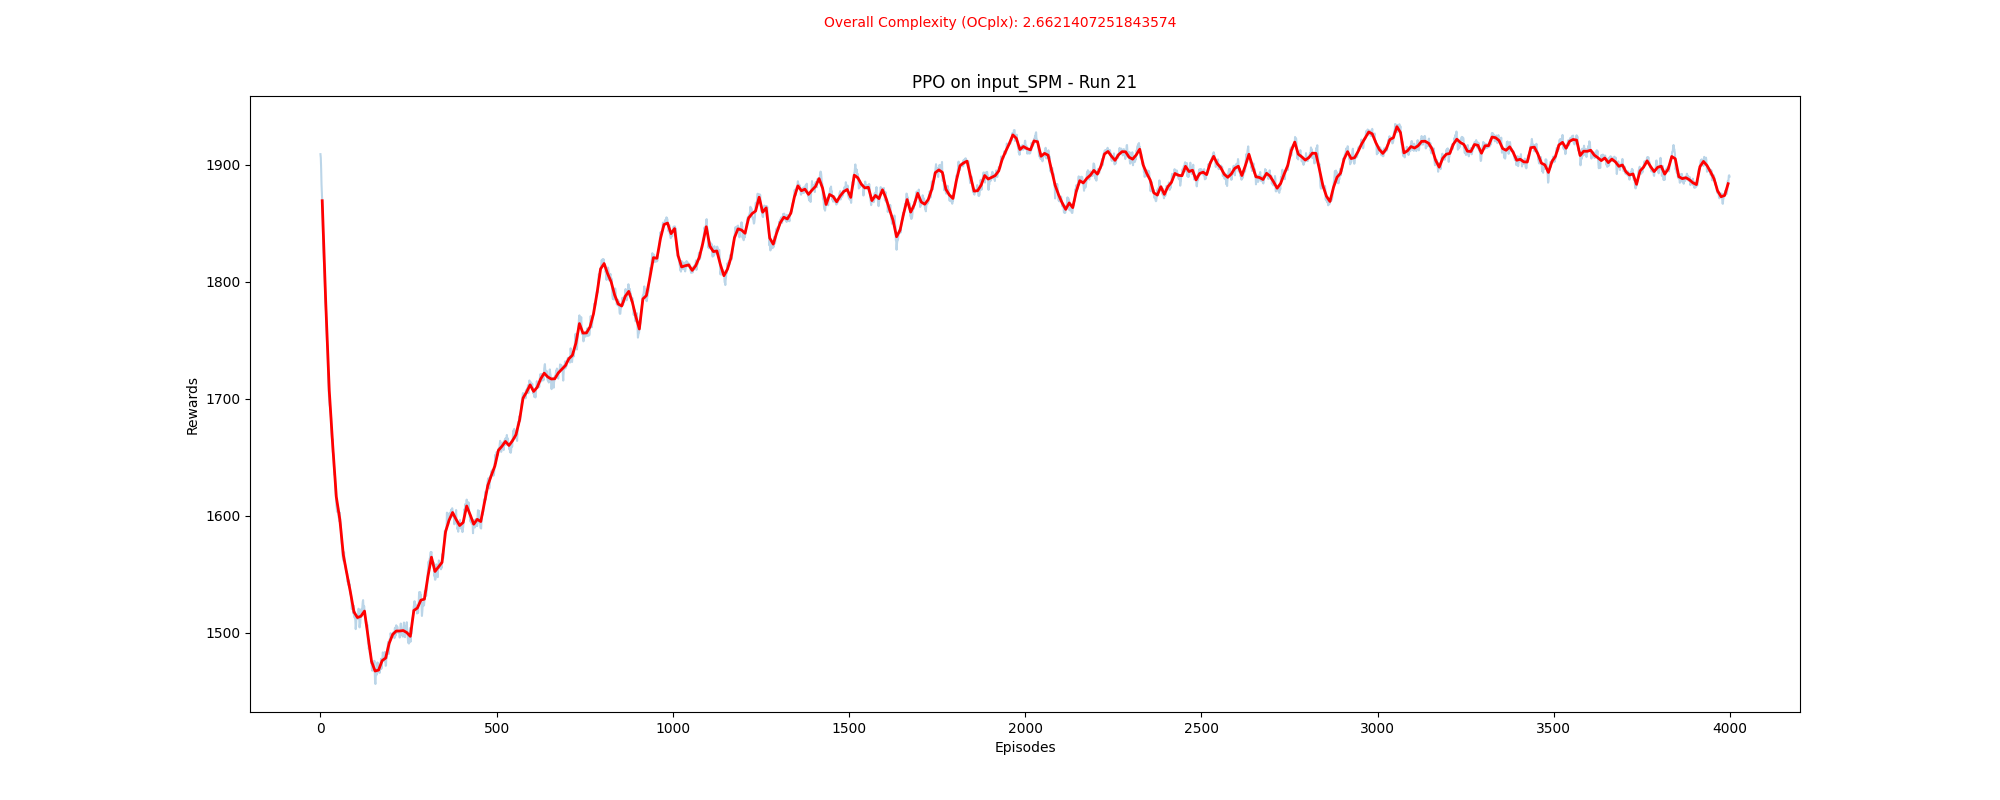 Overall Complexity (OCplx): 2.6621407251843574
PPO on input_SPM - Run 21
Rewards
1900
1800
1700
1600
1500
0 500 1000 1500 2000 2500 3000 3500 4000
Episodes